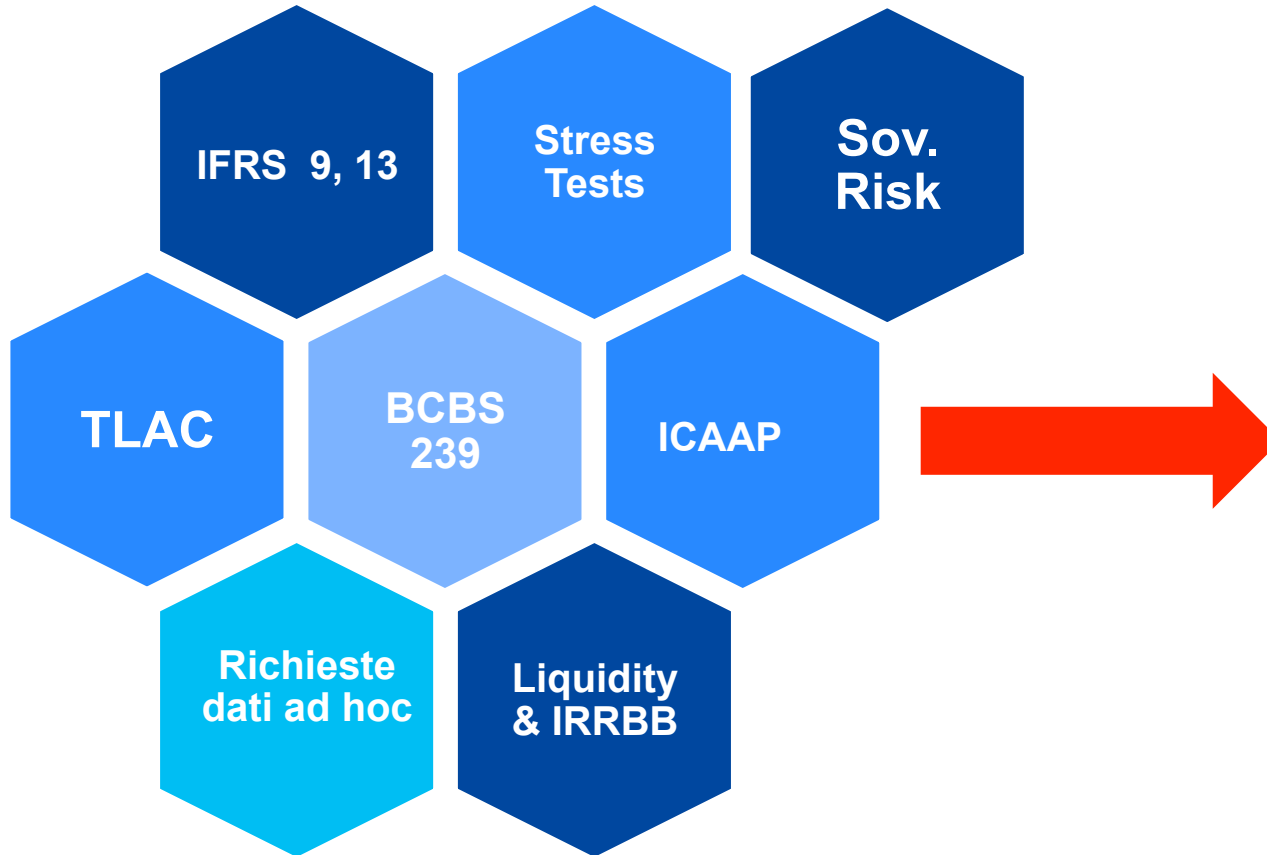 IFRS 9, 13
Stress
Tests
Sov.
Risk
TLAC
BCBS
239
ICAAP
Richieste
dati ad hoc
Liquidity
& IRRBB